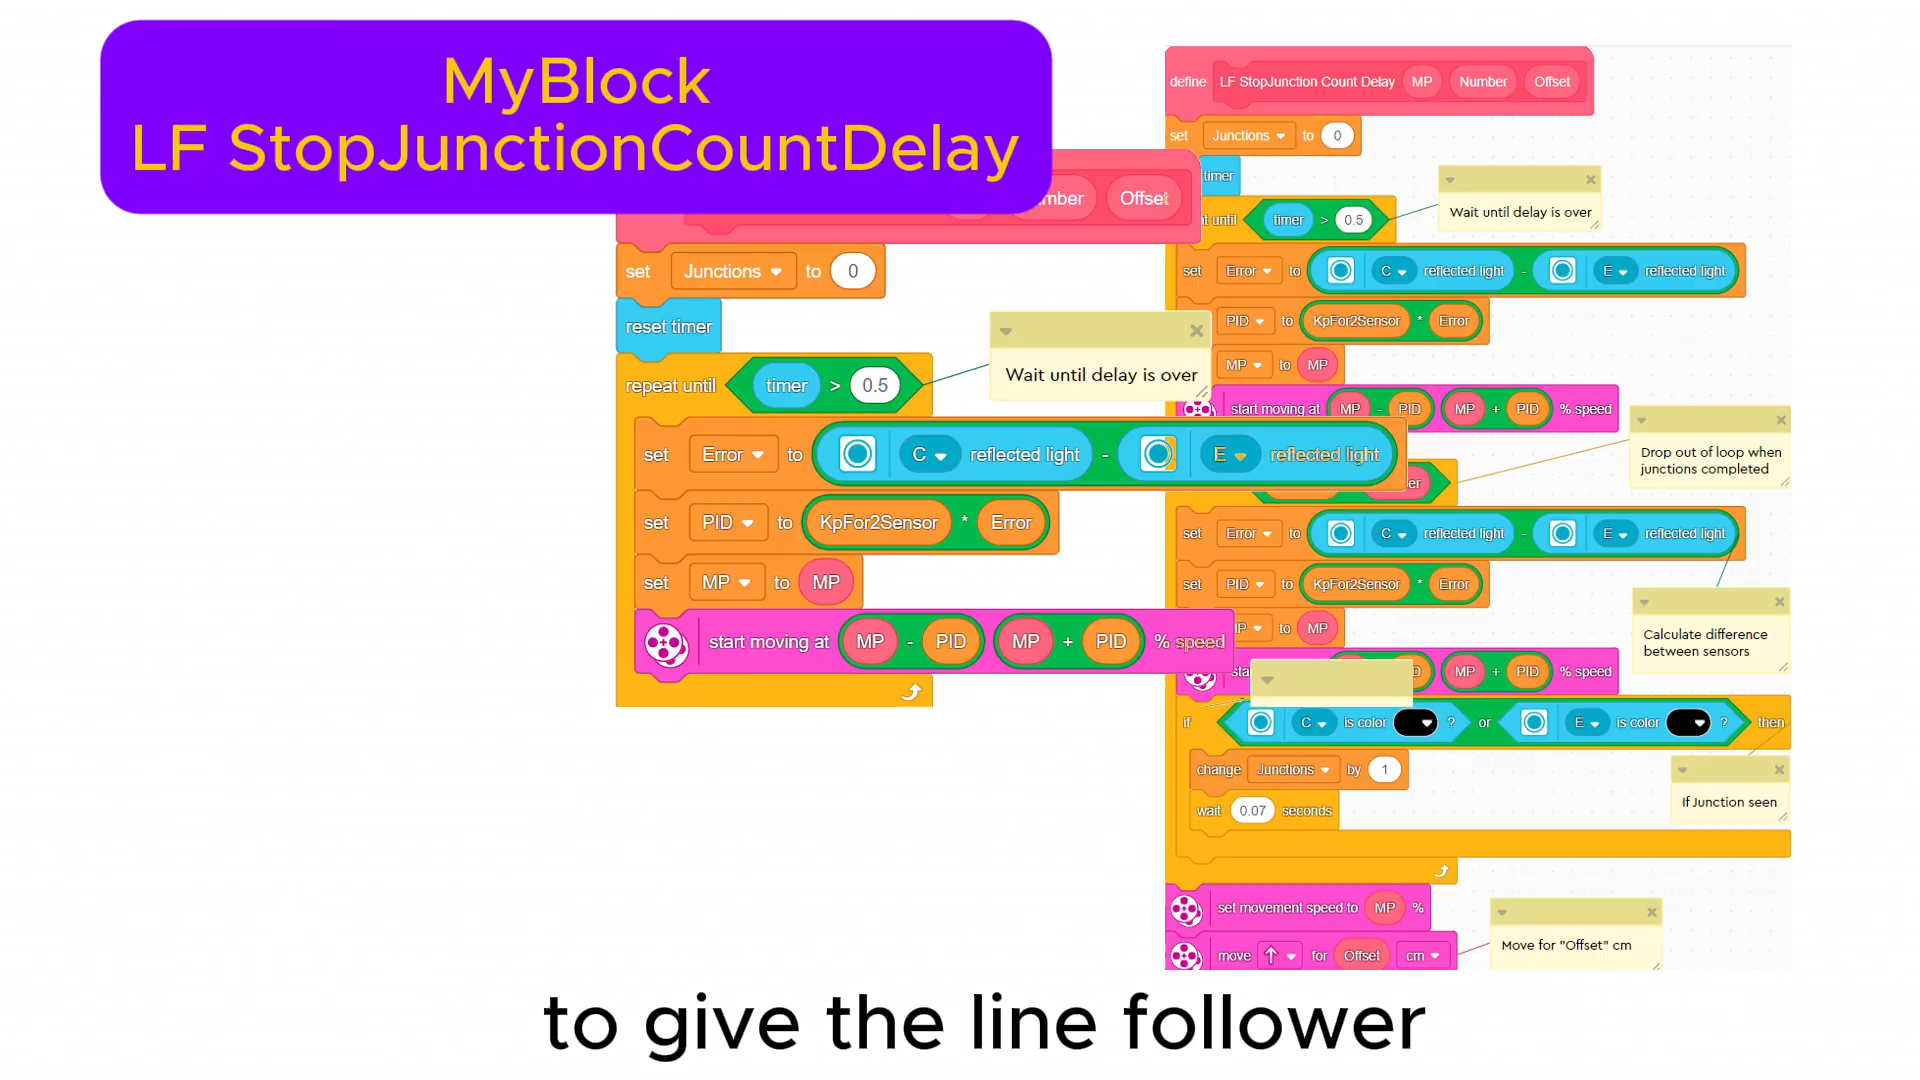 MyBlock
LF StopJunctionCountDelay
Offset
set Junctions to 0
reset timer
repeat until timer > 0.5
Wait until delay is over
set Error to C reflected light - E reflected light
set PID to KpFor2Sensor * Error
set MP to MP
start moving at MP - PID MP + PID % speed
define LF StopJunction Count Delay MP Number Offset
set Junctions to 0
timer
until timer > 0.5
Wait until delay is over
set Error to C reflected light - E reflected light
PID to KpFor2Sensor * Error
MP to MP
start moving at MP - PID MP + PID % speed
Drop out of loop when
junctions completed
set Error to C reflected light - E reflected light
set PID to KpFor2Sensor * Error
to MP
Calculate difference
between sensors
MP + PID % speed
if C is color ? or E is color ? then
change Junctions by 1
wait 0.07 seconds
If Junction seen
set movement speed to MP %
move for Offset cm
Move for "Offset" cm
to give the line follower